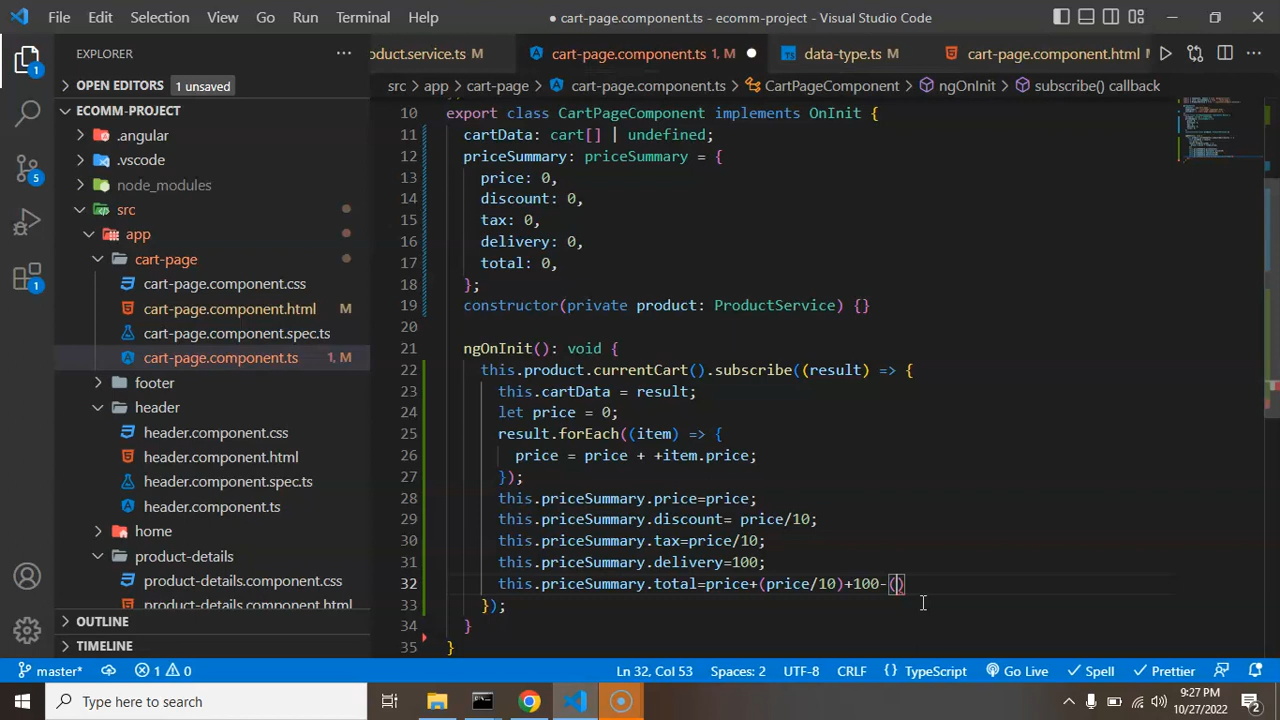 File Edit Selection View Go Run Terminal Help
● cart-page.component.ts - ecomm-project - Visual Studio Code
EXPLORER
OPEN EDITORS 1 unsaved
ECOMM-PROJECT
.angular
.vscode
node_modules
src
app
cart-page
cart-page.component.css
cart-page.component.html M
cart-page.component.spec.ts
cart-page.component.ts 1, M
footer
header
header.component.css
header.component.html
header.component.spec.ts
header.component.ts
home
product-details
product-details.component.css
product-details.component.html
OUTLINE
TIMELINE
1
5
1
oduct.service.ts M cart-page.component.ts 1, M ● data-type.ts M cart-page.component.html M
src > app > cart-page > cart-page.component.ts > CartPageComponent > ngOnInit > subscribe() callback
10 export class CartPageComponent implements OnInit {
11 cartData: cart[] | undefined;
12 priceSummary: priceSummary = {
13 price: 0,
14 discount: 0,
15 tax: 0,
16 delivery: 0,
17 total: 0,
18 };
19 constructor(private product: ProductService) {}
20
21 ngOnInit(): void {
22 this.product.currentCart().subscribe((result) => {
23 this.cartData = result;
24 let price = 0;
25 result.forEach((item) => {
26 price = price + +item.price;
27 });
28 this.priceSummary.price=price;
29 this.priceSummary.discount= price/10;
30 this.priceSummary.tax=price/10;
31 this.priceSummary.delivery=100;
32 this.priceSummary.total=price+(price/10)+100-()
33 });
34 }
35 }
master* 1 0 Ln 32, Col 53 Spaces: 2 UTF-8 CRLF { } TypeScript Go Live Spell Prettier
Type here to search
9:27 PM
10/27/2022
2